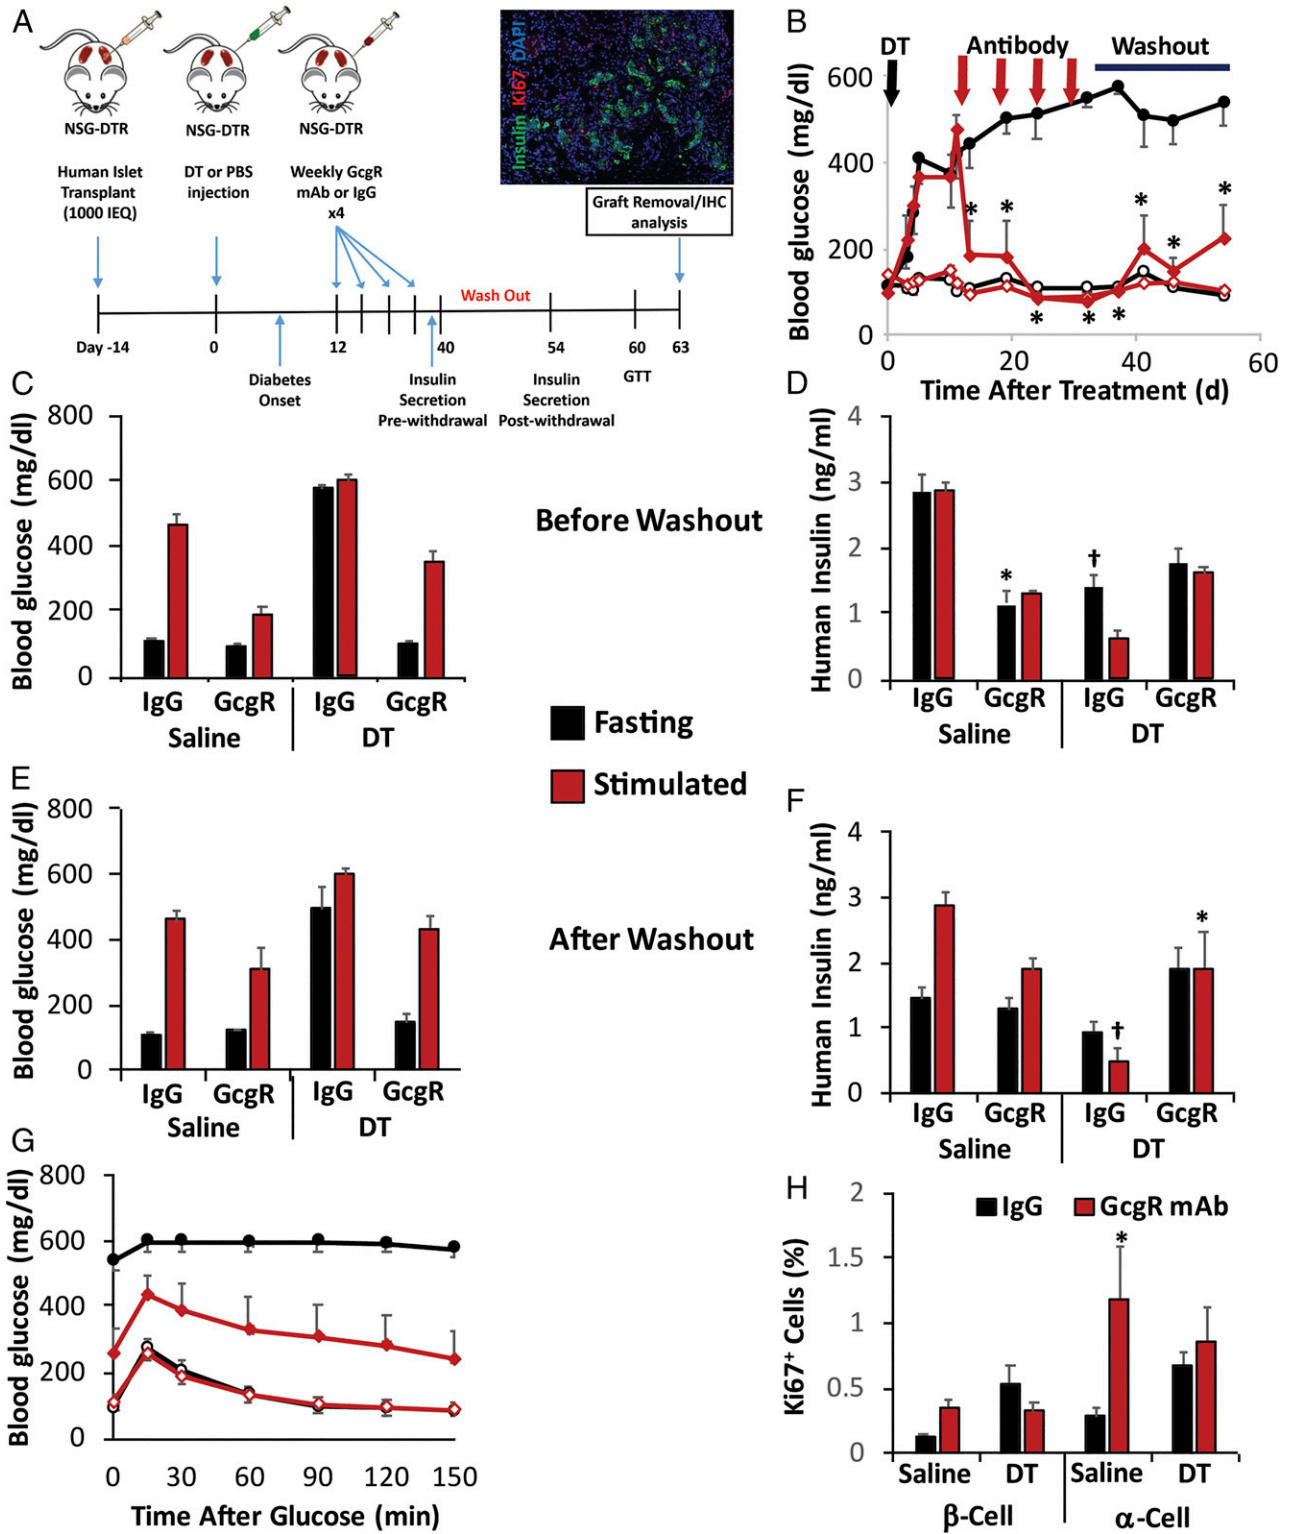 A
NSG-DTR
NSG-DTR
NSG-DTR
Human Islet
Transplant
(1000 IEQ)
DT or PBS
injection
Weekly GcgR
mAb or IgG
x4
Insulin Ki67 DAPI
Graft Removal/IHC
analysis
Wash Out
Day -14
0
12
40
54
60
63
Diabetes
Onset
Insulin
Secretion
Pre-withdrawal
Insulin
Secretion
Post-withdrawal
GTT
B
DT
Antibody
Washout
Blood glucose (mg/dl)
600
400
200
0
0
20
40
60
Time After Treatment (d)
*
*
*
*
*
*
*
*
C
Blood glucose (mg/dl)
800
600
400
200
0
IgG
GcgR
IgG
GcgR
Saline
DT
Before Washout
D
Human Insulin (ng/ml)
4
3
2
1
0
*
†
IgG
GcgR
IgG
GcgR
Saline
DT
Fasting
Stimulated
E
Blood glucose (mg/dl)
800
600
400
200
0
IgG
GcgR
IgG
GcgR
Saline
DT
After Washout
F
Human Insulin (ng/ml)
4
3
2
1
0
†
*
IgG
GcgR
IgG
GcgR
Saline
DT
G
Blood glucose (mg/dl)
800
600
400
200
0
0
30
60
90
120
150
Time After Glucose (min)
H
Ki67+ Cells (%)
2
1.5
1
0.5
0
IgG
GcgR mAb
*
Saline
DT
Saline
DT
β-Cell
α-Cell